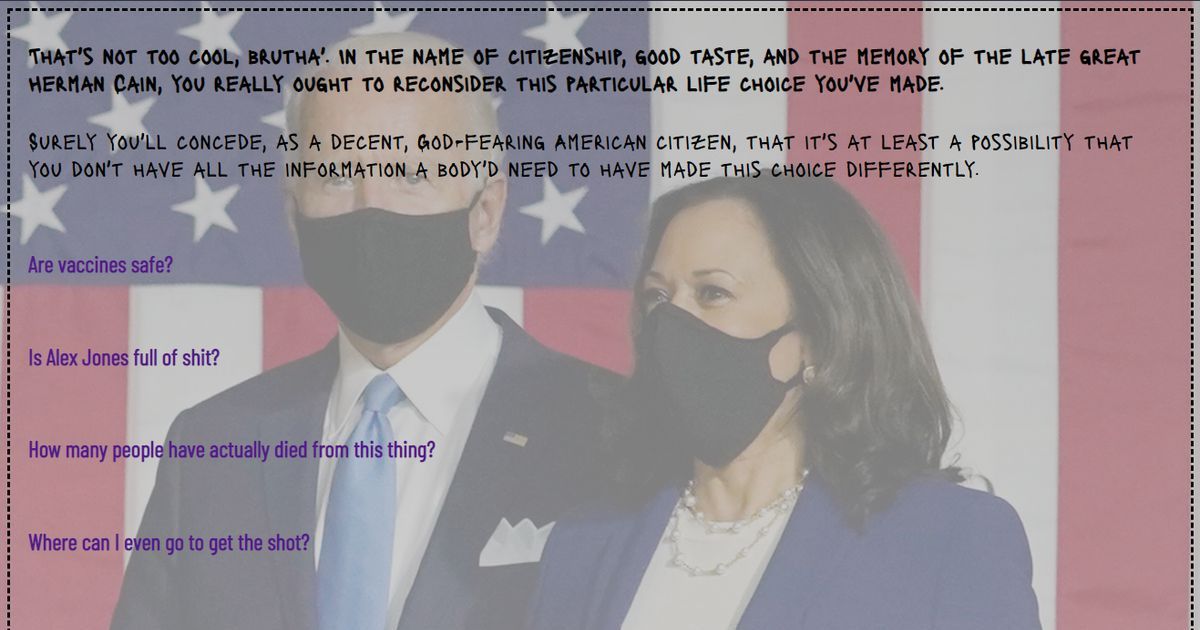 THAT'S NOT TOO COOL, BRUTHA'. IN THE NAME OF CITIZENSHIP, GOOD TASTE, AND THE MEMORY OF THE LATE GREAT
HERMAN CAIN, YOU REALLY OUGHT TO RECONSIDER THIS PARTICULAR LIFE CHOICE YOU'VE MADE.
SURELY YOU'LL CONCEDE, AS A DECENT, GOD-FEARING AMERICAN CITIZEN, THAT IT'S AT LEAST A POSSIBILITY THAT
YOU DON'T HAVE ALL THE INFORMATION A BODY'D NEED TO HAVE MADE THIS CHOICE DIFFERENTLY.
Are vaccines safe?
Is Alex Jones full of shit?
How many people have actually died from this thing?
Where can I even go to get the shot?